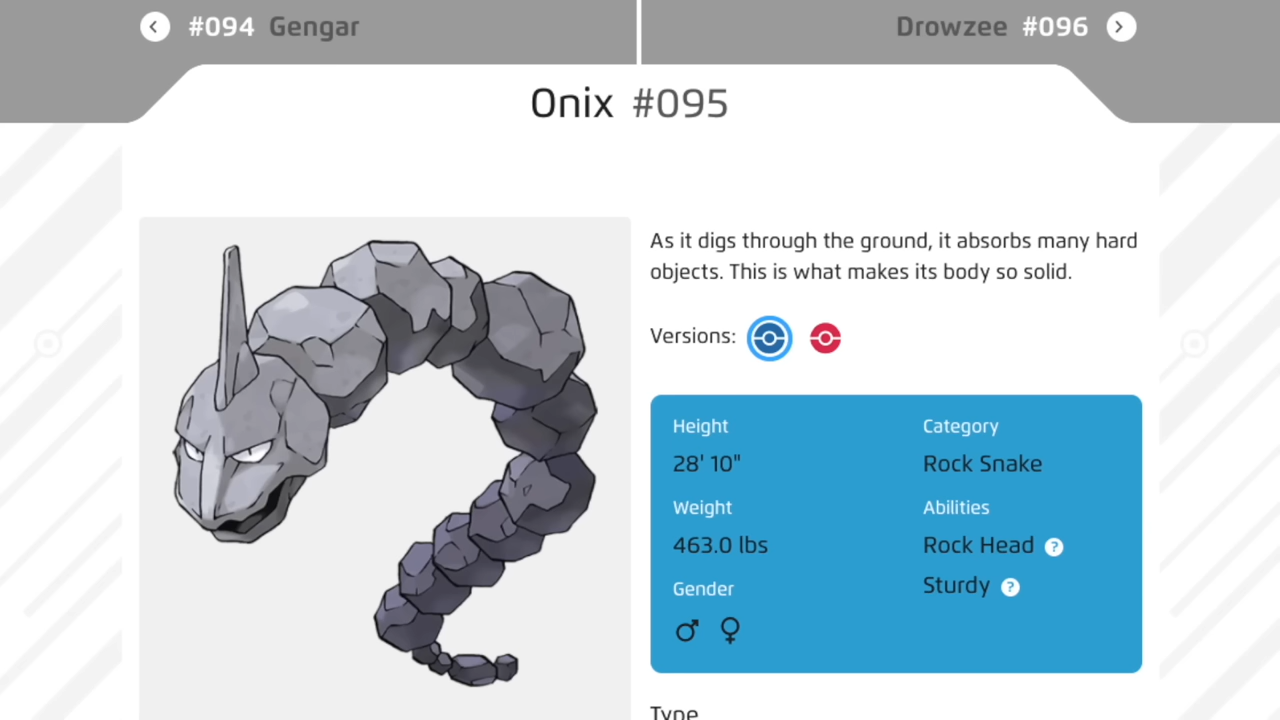 #094 Gengar
Drowzee #096
Onix #095
As it digs through the ground, it absorbs many hard
objects. This is what makes its body so solid.
Versions:
Height
28' 10"
Weight
463.0 lbs
Gender
Category
Rock Snake
Abilities
Rock Head ?
Sturdy ?
Type